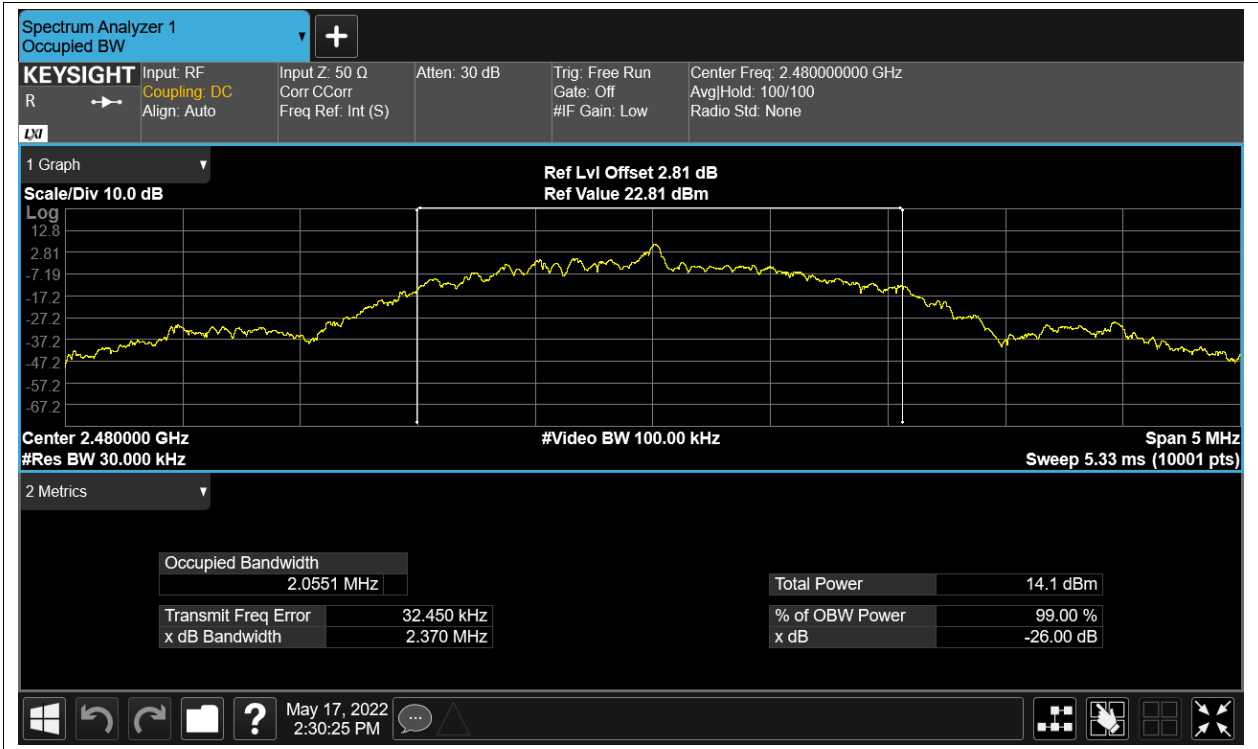 Spectrum Analyzer 1
Occupied BW
▼
+
KEYSIGHT
R
LXI
Input: RF
Coupling: DC
Align: Auto
Input Z: 50 Ω
Corr CCorr
Freq Ref: Int (S)
Atten: 30 dB
Trig: Free Run
Gate: Off
#IF Gain: Low
Center Freq: 2.480000000 GHz
Avg|Hold: 100/100
Radio Std: None
1 Graph
▼
Scale/Div 10.0 dB
Ref Lvl Offset 2.81 dB
Ref Value 22.81 dBm
Log
12.8
2.81
-7.19
-17.2
-27.2
-37.2
-47.2
-57.2
-67.2
Center 2.480000 GHz
#Video BW 100.00 kHz
Span 5 MHz
#Res BW 30.000 kHz
Sweep 5.33 ms (10001 pts)
2 Metrics
▼
Occupied Bandwidth
2.0551 MHz
Total Power 14.1 dBm
Transmit Freq Error 32.450 kHz
% of OBW Power 99.00 %
x dB Bandwidth 2.370 MHz
x dB -26.00 dB
?
May 17, 2022
2:30:25 PM